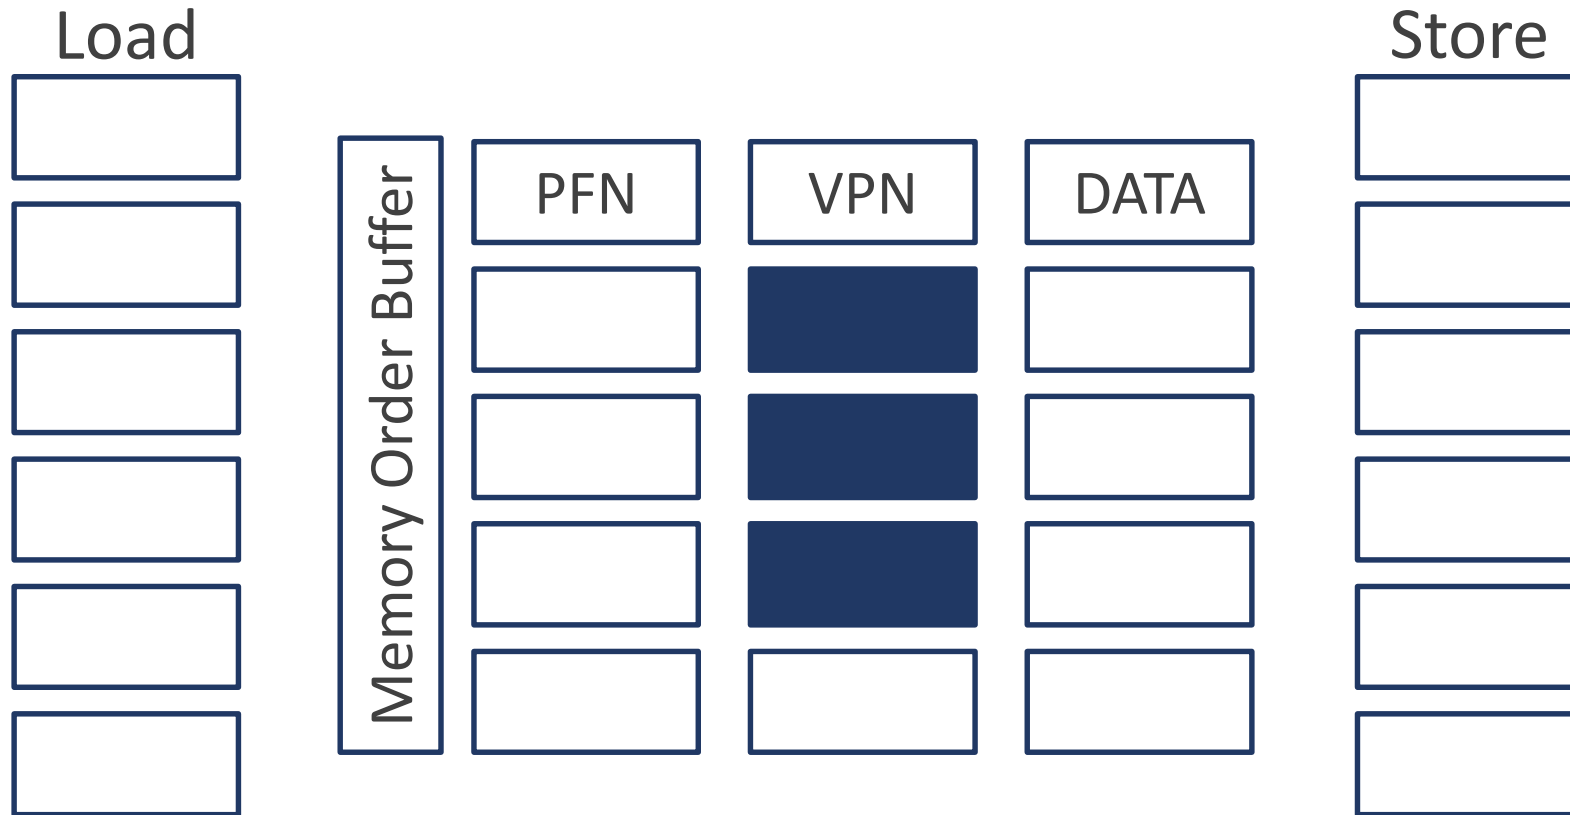 Load
Store
Memory Order Buffer
PFN
VPN
DATA